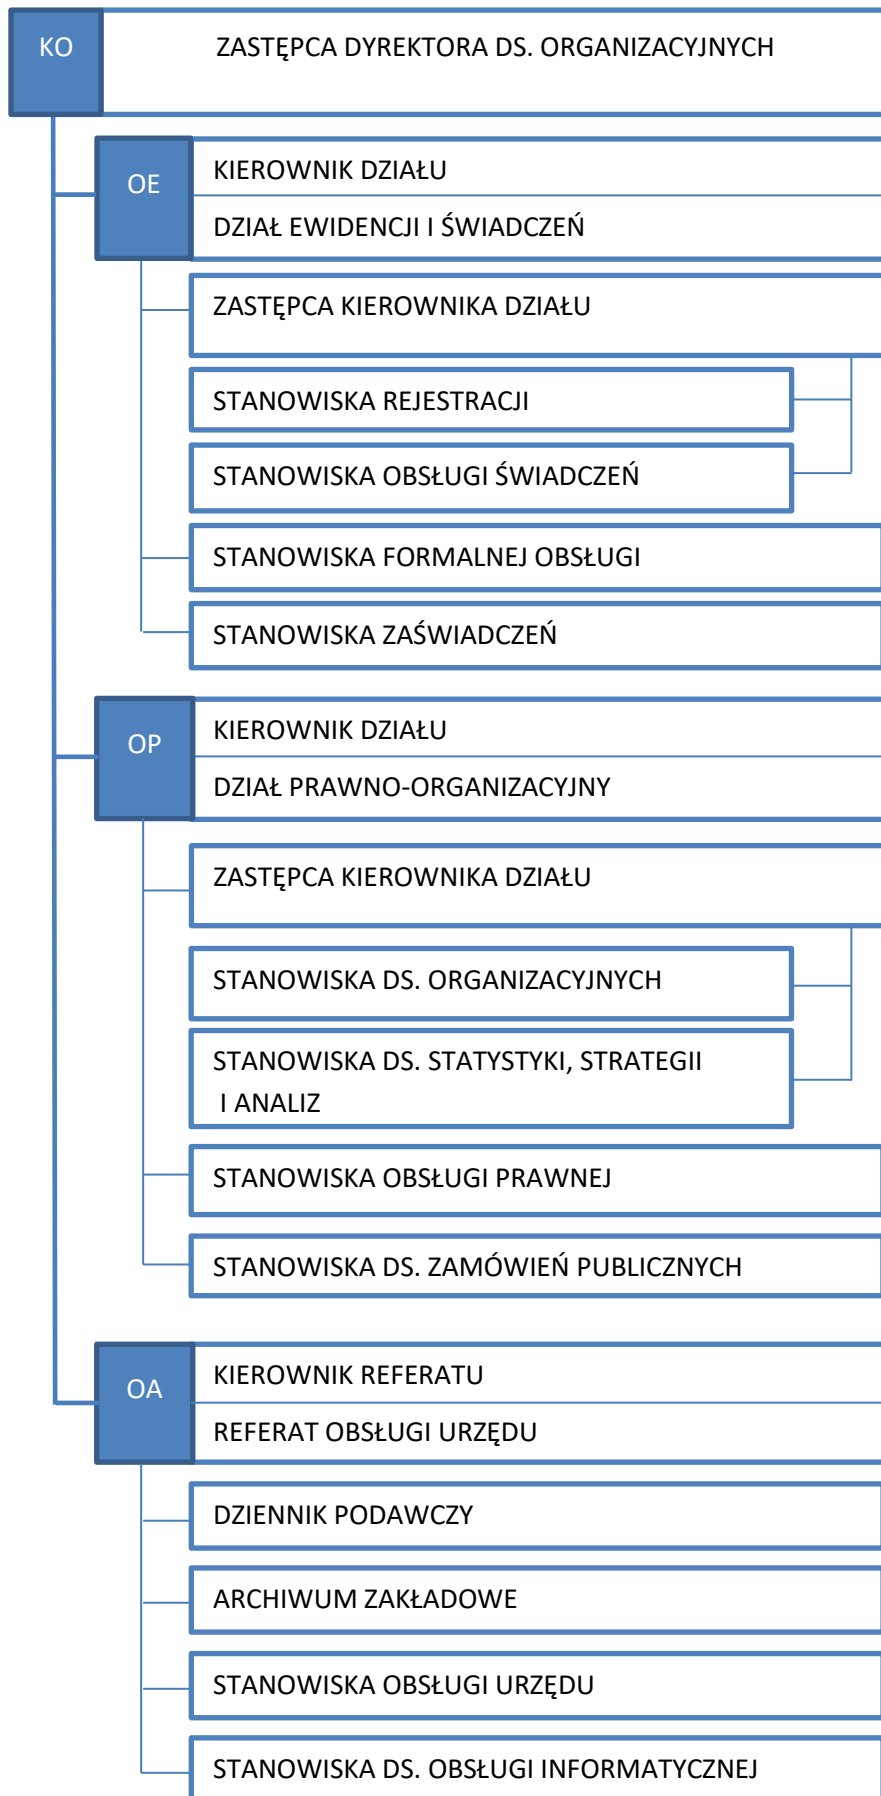 KO
ZASTĘPCA DYREKTORA DS. ORGANIZACYJNYCH
OE
KIEROWNIK DZIAŁU
DZIAŁ EWIDENCJI I ŚWIADCZEŃ
ZASTĘPCA KIEROWNIKA DZIAŁU
STANOWISKA REJESTRACJI
STANOWISKA OBSŁUGI ŚWIADCZEŃ
STANOWISKA FORMALNEJ OBSŁUGI
STANOWISKA ZAŚWIADCZEŃ
OP
KIEROWNIK DZIAŁU
DZIAŁ PRAWNO-ORGANIZACYJNY
ZASTĘPCA KIEROWNIKA DZIAŁU
STANOWISKA DS. ORGANIZACYJNYCH
STANOWISKA DS. STATYSTYKI, STRATEGII
I ANALIZ
STANOWISKA OBSŁUGI PRAWNEJ
STANOWISKA DS. ZAMÓWIEŃ PUBLICZNYCH
OA
KIEROWNIK REFERATU
REFERAT OBSŁUGI URZĘDU
DZIENNIK PODAWCZY
ARCHIWUM ZAKŁADOWE
STANOWISKA OBSŁUGI URZĘDU
STANOWISKA DS. OBSŁUGI INFORMATYCZNEJ